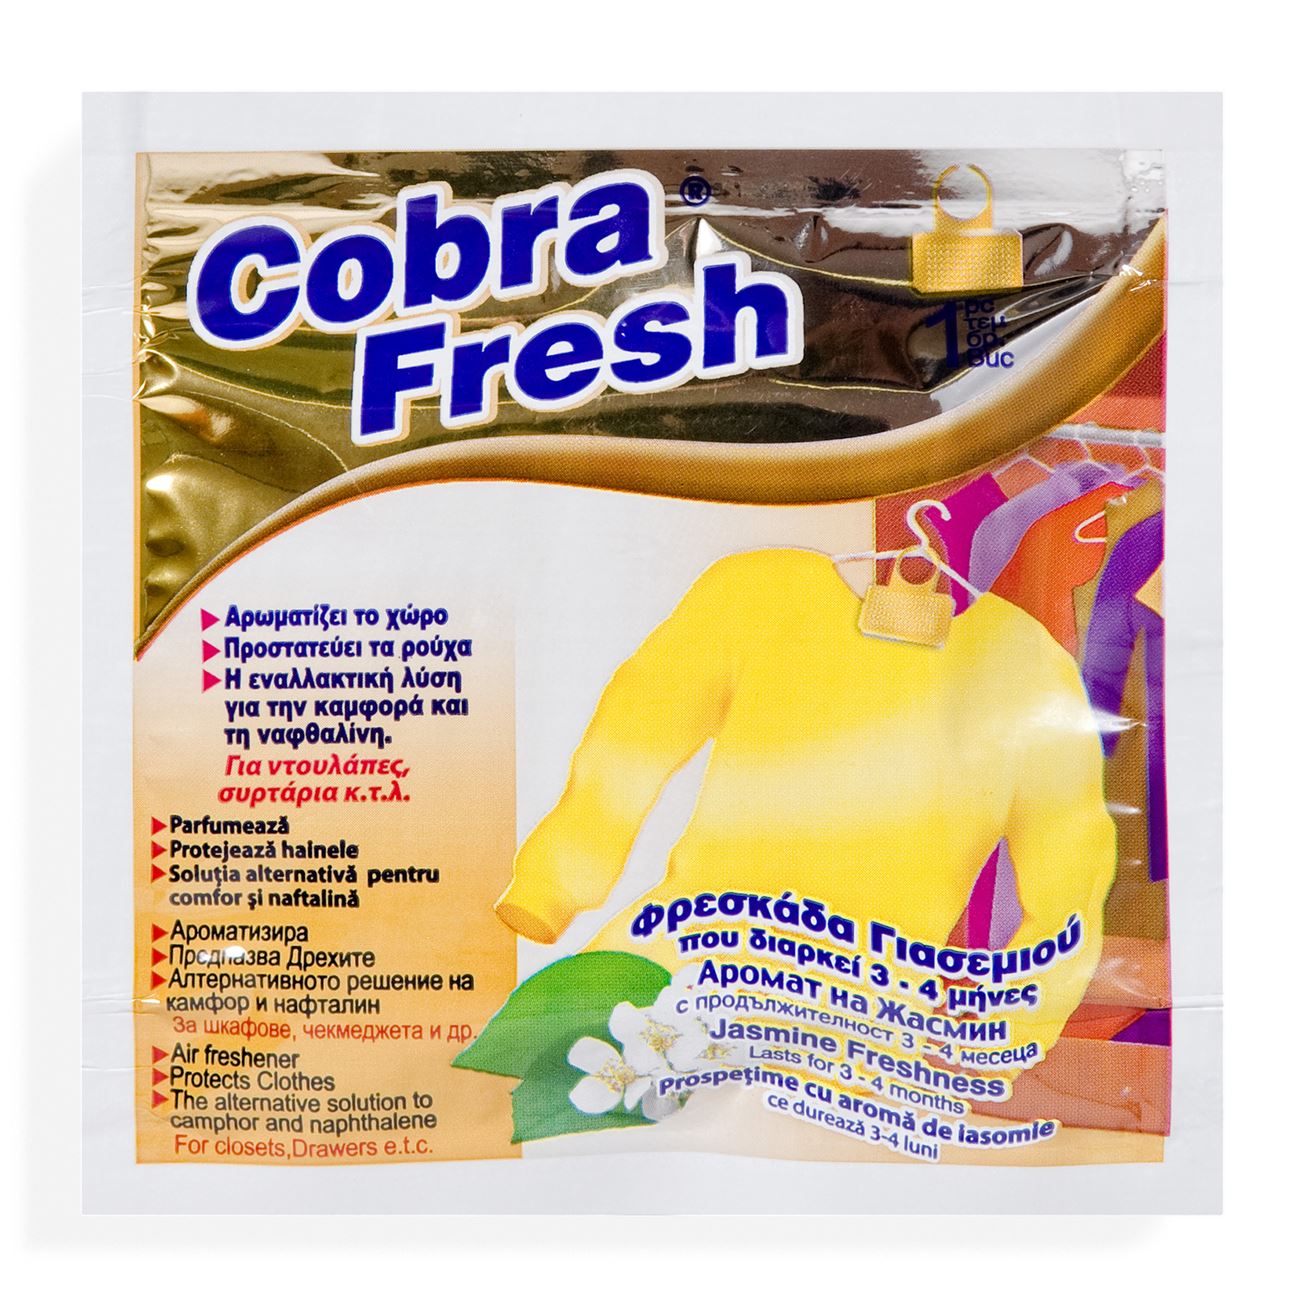 Cobra ®
Fresh
1 pc
τεμ
бр.
Buc
Αρωματίζει το χώρο
Προστατεύει τα ρούχα
Η εναλλακτική λύση
για την καμφορά και
τη ναφθαλίνη.
Για ντουλάπες,
συρτάρια κ.τ.λ.
Parfumează
Protejează hainele
Soluția alternativă pentru
comfor și naftalină
Ароматизира
Предпазва Дрехите
Алтернативното решение на
камфор и нафталин
За шкафове, чекмеджета и др.
Air freshener
Protects Clothes
The alternative solution to
camphor and naphthalene
For closets,Drawers e.t.c.
Φρεσκάδα Γιασεμιού
που διαρκεί 3 - 4 μήνες
Аромат на Жасмин
с продължителност 3 - 4 месеца
Jasmine Freshness
Lasts for 3 - 4 months
Prospețime cu aromă de iasomie
ce durează 3-4 luni